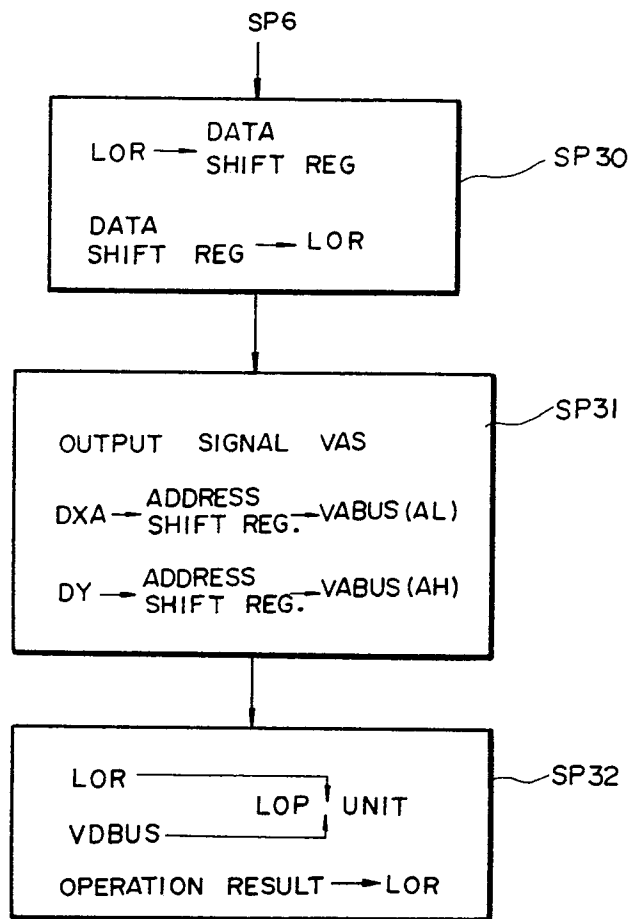 SP6
LOR → DATA SHIFT REG
SP30
DATA SHIFT REG → LOR
SP31
OUTPUT SIGNAL VAS
DXA → ADDRESS SHIFT REG. → VABUS (AL)
DY → ADDRESS SHIFT REG. → VABUS (AH)
SP32
LOR
LOP UNIT
VDBUS
OPERATION RESULT → LOR